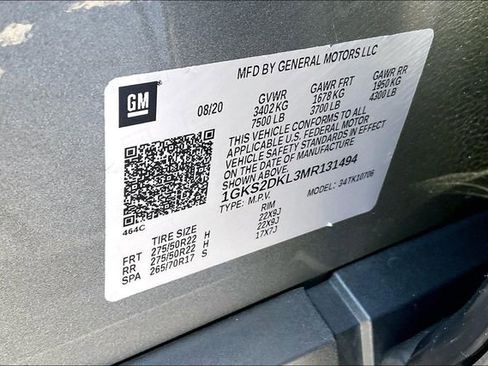 MFD BY GENERAL MOTORS LLC
GM
08/20
GVWR GAWR FRT GAWR RR
3402 KG 1678 KG 1950 KG
7500 LB 3700 LB 4300 LB
THIS VEHICLE CONFORMS TO ALL
APPLICABLE U.S. FEDERAL MOTOR
VEHICLE SAFETY STANDARDS IN
EFFECT ON THE DATE OF MANUFACTURE
SHOWN ABOVE.
1GKS2DKL3MR131494
TYPE: M.P.V. MODEL: 34TK10706
464C
TIRE SIZE RIM
FRT 275/50R22 H 22X9J
RR 275/50R22 H 22X9J
SPA 265/70R17 S 17X7J